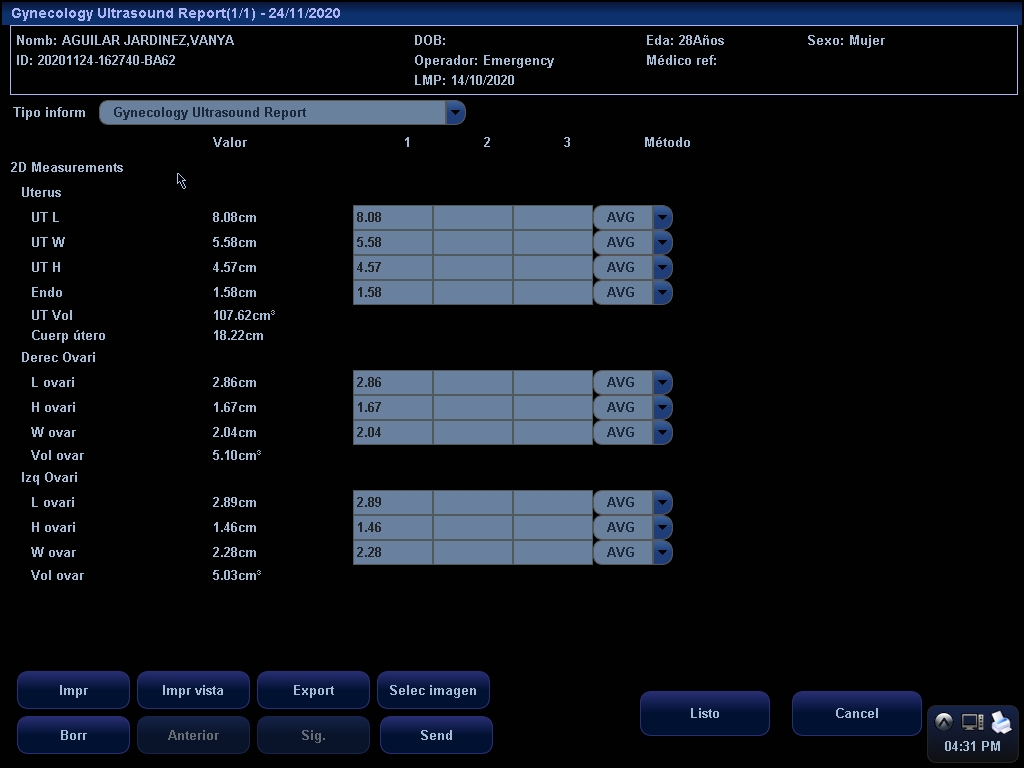 Gynecology Ultrasound Report(1/1) - 24/11/2020
Nomb: AGUILAR JARDINEZ,VANYA DOB: Eda: 28Años Sexo: Mujer
ID: 20201124-162740-BA62 Operador: Emergency Médico ref:
LMP: 14/10/2020
Tipo inform Gynecology Ultrasound Report
Valor 1 2 3 Método
2D Measurements
Uterus
UT L 8.08cm 8.08 AVG
UT W 5.58cm 5.58 AVG
UT H 4.57cm 4.57 AVG
Endo 1.58cm 1.58 AVG
UT Vol 107.62cm³
Cuerp útero 18.22cm
Derec Ovari
L ovari 2.86cm 2.86 AVG
H ovari 1.67cm 1.67 AVG
W ovar 2.04cm 2.04 AVG
Vol ovar 5.10cm³
Izq Ovari
L ovari 2.89cm 2.89 AVG
H ovari 1.46cm 1.46 AVG
W ovar 2.28cm 2.28 AVG
Vol ovar 5.03cm³
Impr Impr vista Export Selec imagen
Listo Cancel
Borr Anterior Sig. Send
04:31 PM